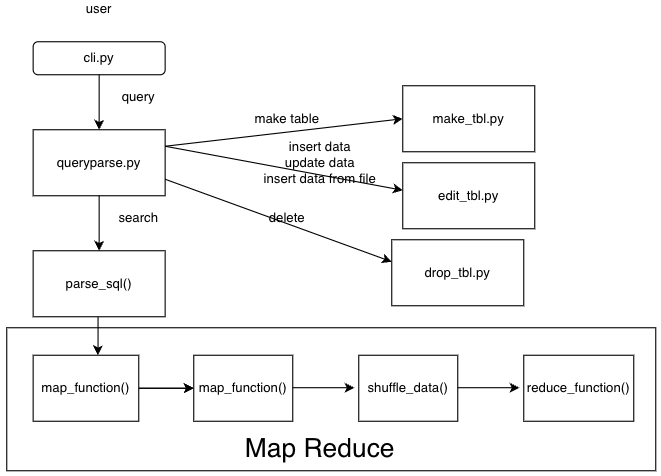 user
cli.py
query
make table
make_tbl.py
insert data
update data
insert data from file
queryparse.py
edit_tbl.py
search
delete
drop_tbl.py
parse_sql()
map_function()
map_function()
shuffle_data()
reduce_function()
Map Reduce